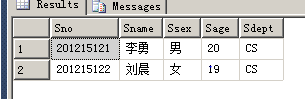 Results Messages
Sno Sname Ssex Sage Sdept
1 201215121 李勇 男 20 CS
2 201215122 刘晨 女 19 CS